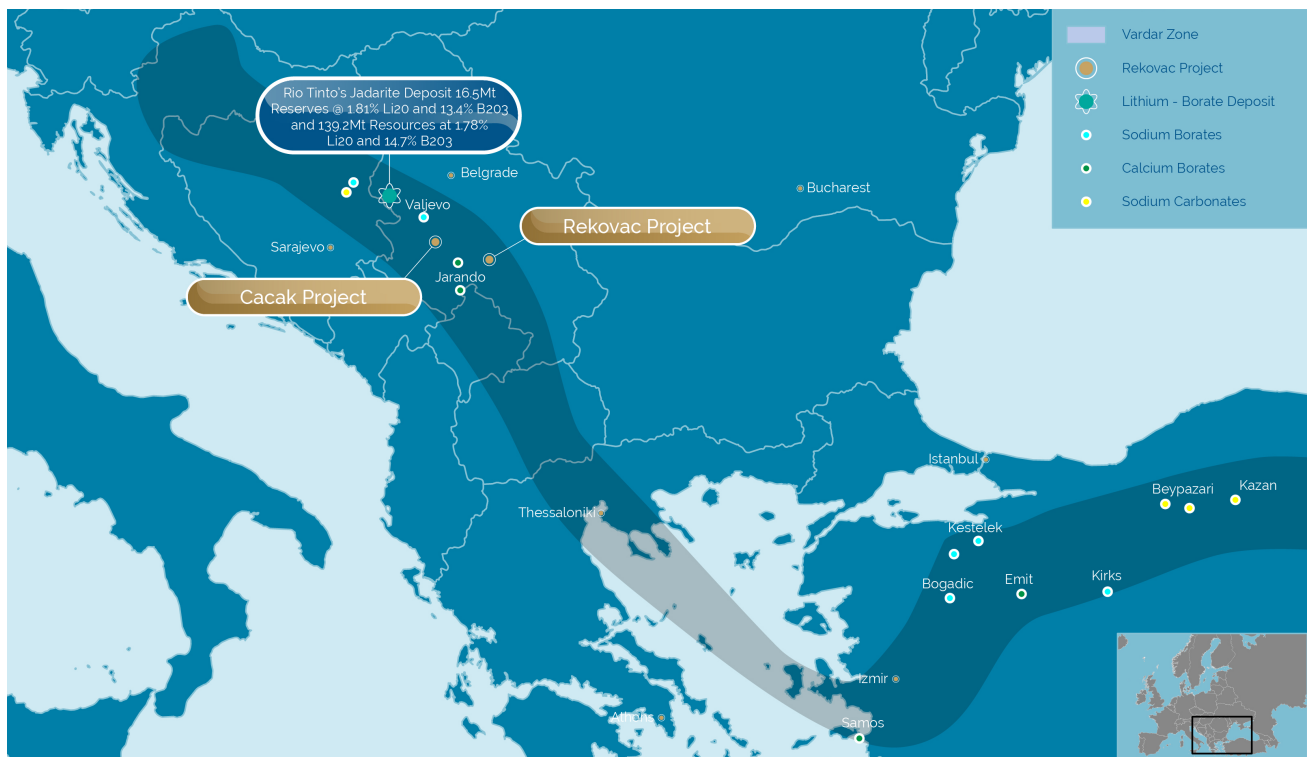 Rio Tinto's Jadarite Deposit 16.5Mt
Reserves @ 1.81% Li20 and 13.4% B203
and 139.2Mt Resources at 1.78%
Li20 and 14.7% B203
Vardar Zone
Rekovac Project
Lithium - Borate Deposit
Sodium Borates
Calcium Borates
Sodium Carbonates
Belgrade
Bucharest
Valjevo
Rekovac Project
Sarajevo
Jarando
Cacak Project
Istanbul
Beypazari
Kazan
Thessaloniki
Kestelek
Bogadic
Emit
Kirks
Izmir
Athens
Samos